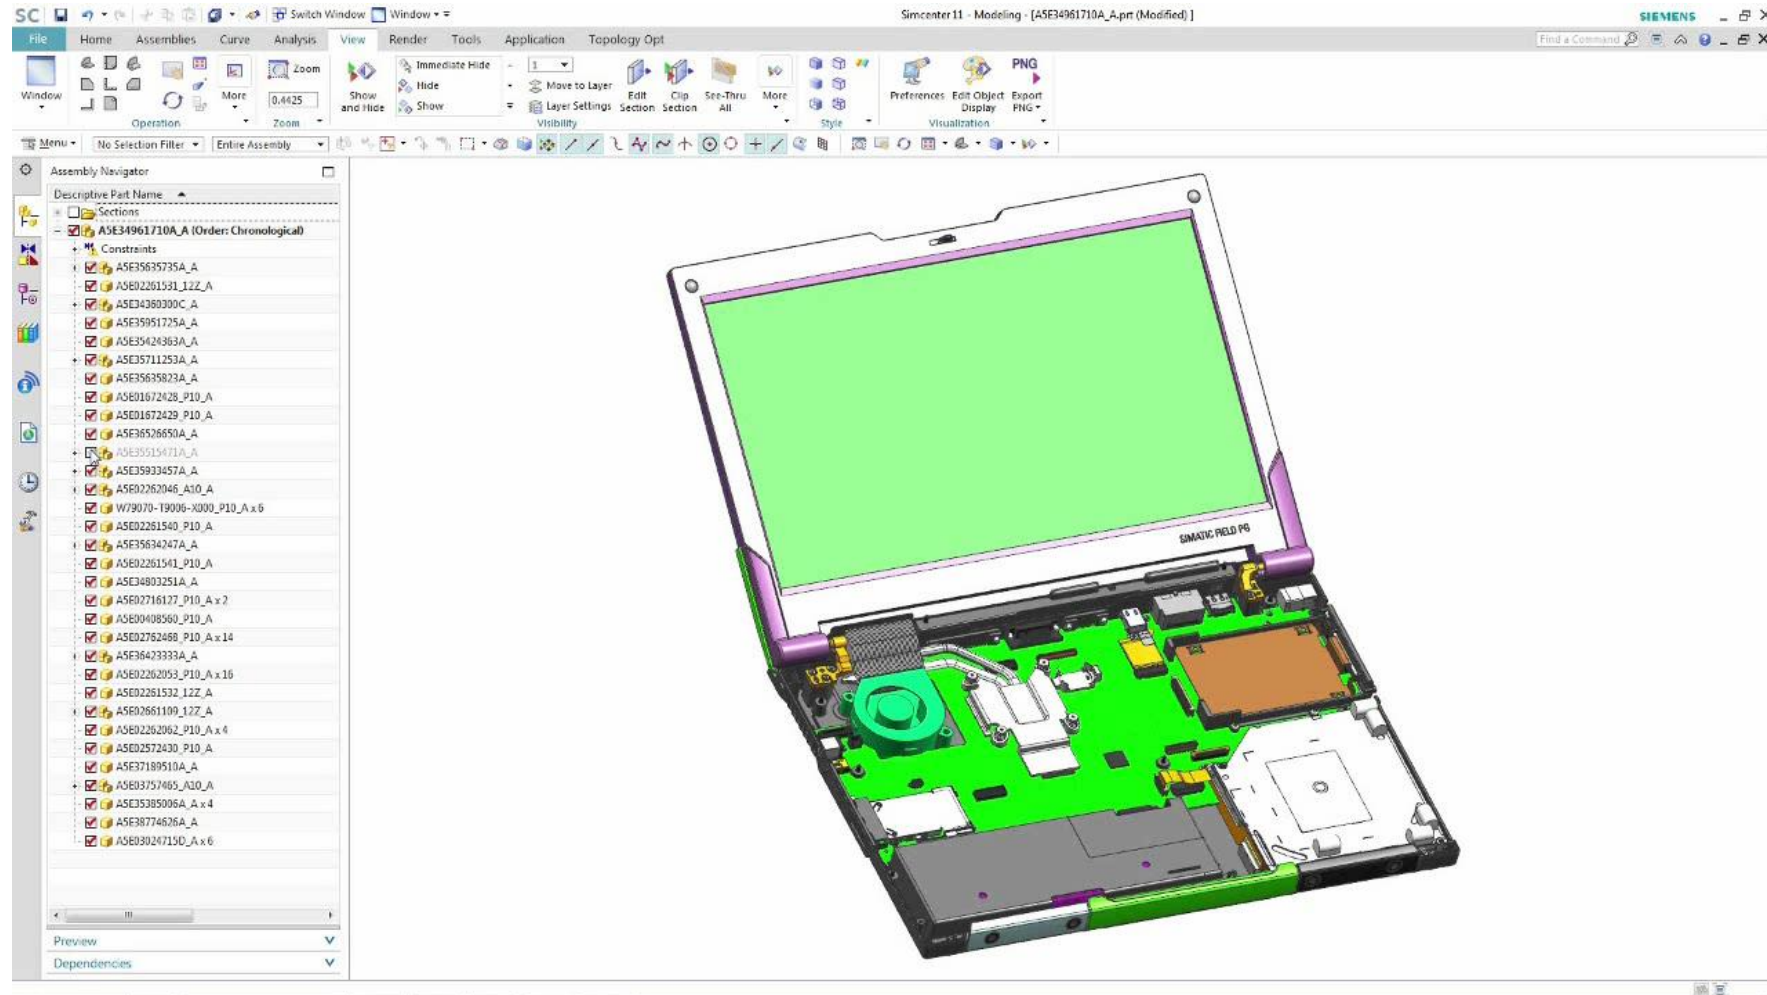 SC Switch Window Window Simcenter 11 - Modeling - [A5E34961710A_A.prt (Modified) ] SIEMENS
File Home Assemblies Curve Analysis View Render Tools Application Topology Opt Find a Command
Window
More
Operation
Zoom
0.4425
Zoom
Show and Hide
Immediate Hide
Hide
Show
1
Move to Layer
Layer Settings
Edit Section
Clip Section
See-Thru All
More
Visibility
Style
Preferences
Edit Object Display
PNG
Export PNG
Visualization
Menu No Selection Filter Entire Assembly
Assembly Navigator
Descriptive Part Name
Sections
A5E34961710A_A (Order: Chronological)
Constraints
A5E35635735A_A
A5E02261531_12Z_A
A5E34360300C_A
A5E35951725A_A
A5E35424363A_A
A5E35711253A_A
A5E35635823A_A
A5E01672428_P10_A
A5E01672429_P10_A
A5E36526650A_A
A5E35515471A_A
A5E35933457A_A
A5E02262046_A10_A
W79070-T9006-X000_P10_A x 6
A5E02261540_P10_A
A5E35634247A_A
A5E02261541_P10_A
A5E34803251A_A
A5E02716127_P10_A x 2
A5E00408560_P10_A
A5E02762468_P10_A x 14
A5E36423333A_A
A5E02262053_P10_A x 16
A5E02261532_12Z_A
A5E02661109_12Z_A
A5E02262062_P10_A x 4
A5E02572430_P10_A
A5E37189510A_A
A5E03757465_A10_A
A5E35385006A_A x 4
A5E38774626A_A
A5E03024715D_A x 6
Preview
Dependencies
SIMATIC FIELD PG